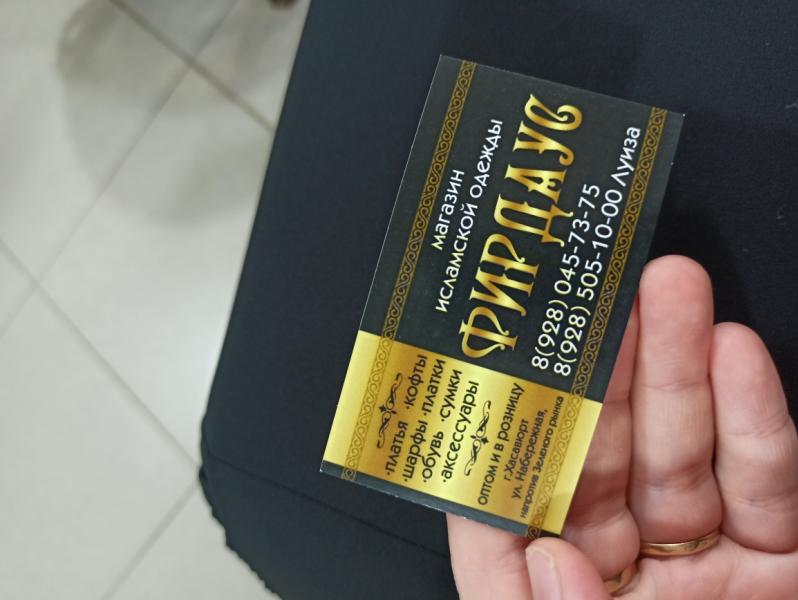 магазин
исламской одежды
ФИРДАУС
8(928) 045-73-75
8(928) 505-10-00 Луиза
·платья ·кофты
·шарфы ·платки
·обувь ·сумки
·аксессуары
оптом и в розницу
г.Хасавюрт
ул. Набережная,
напротив Зеленого рынка